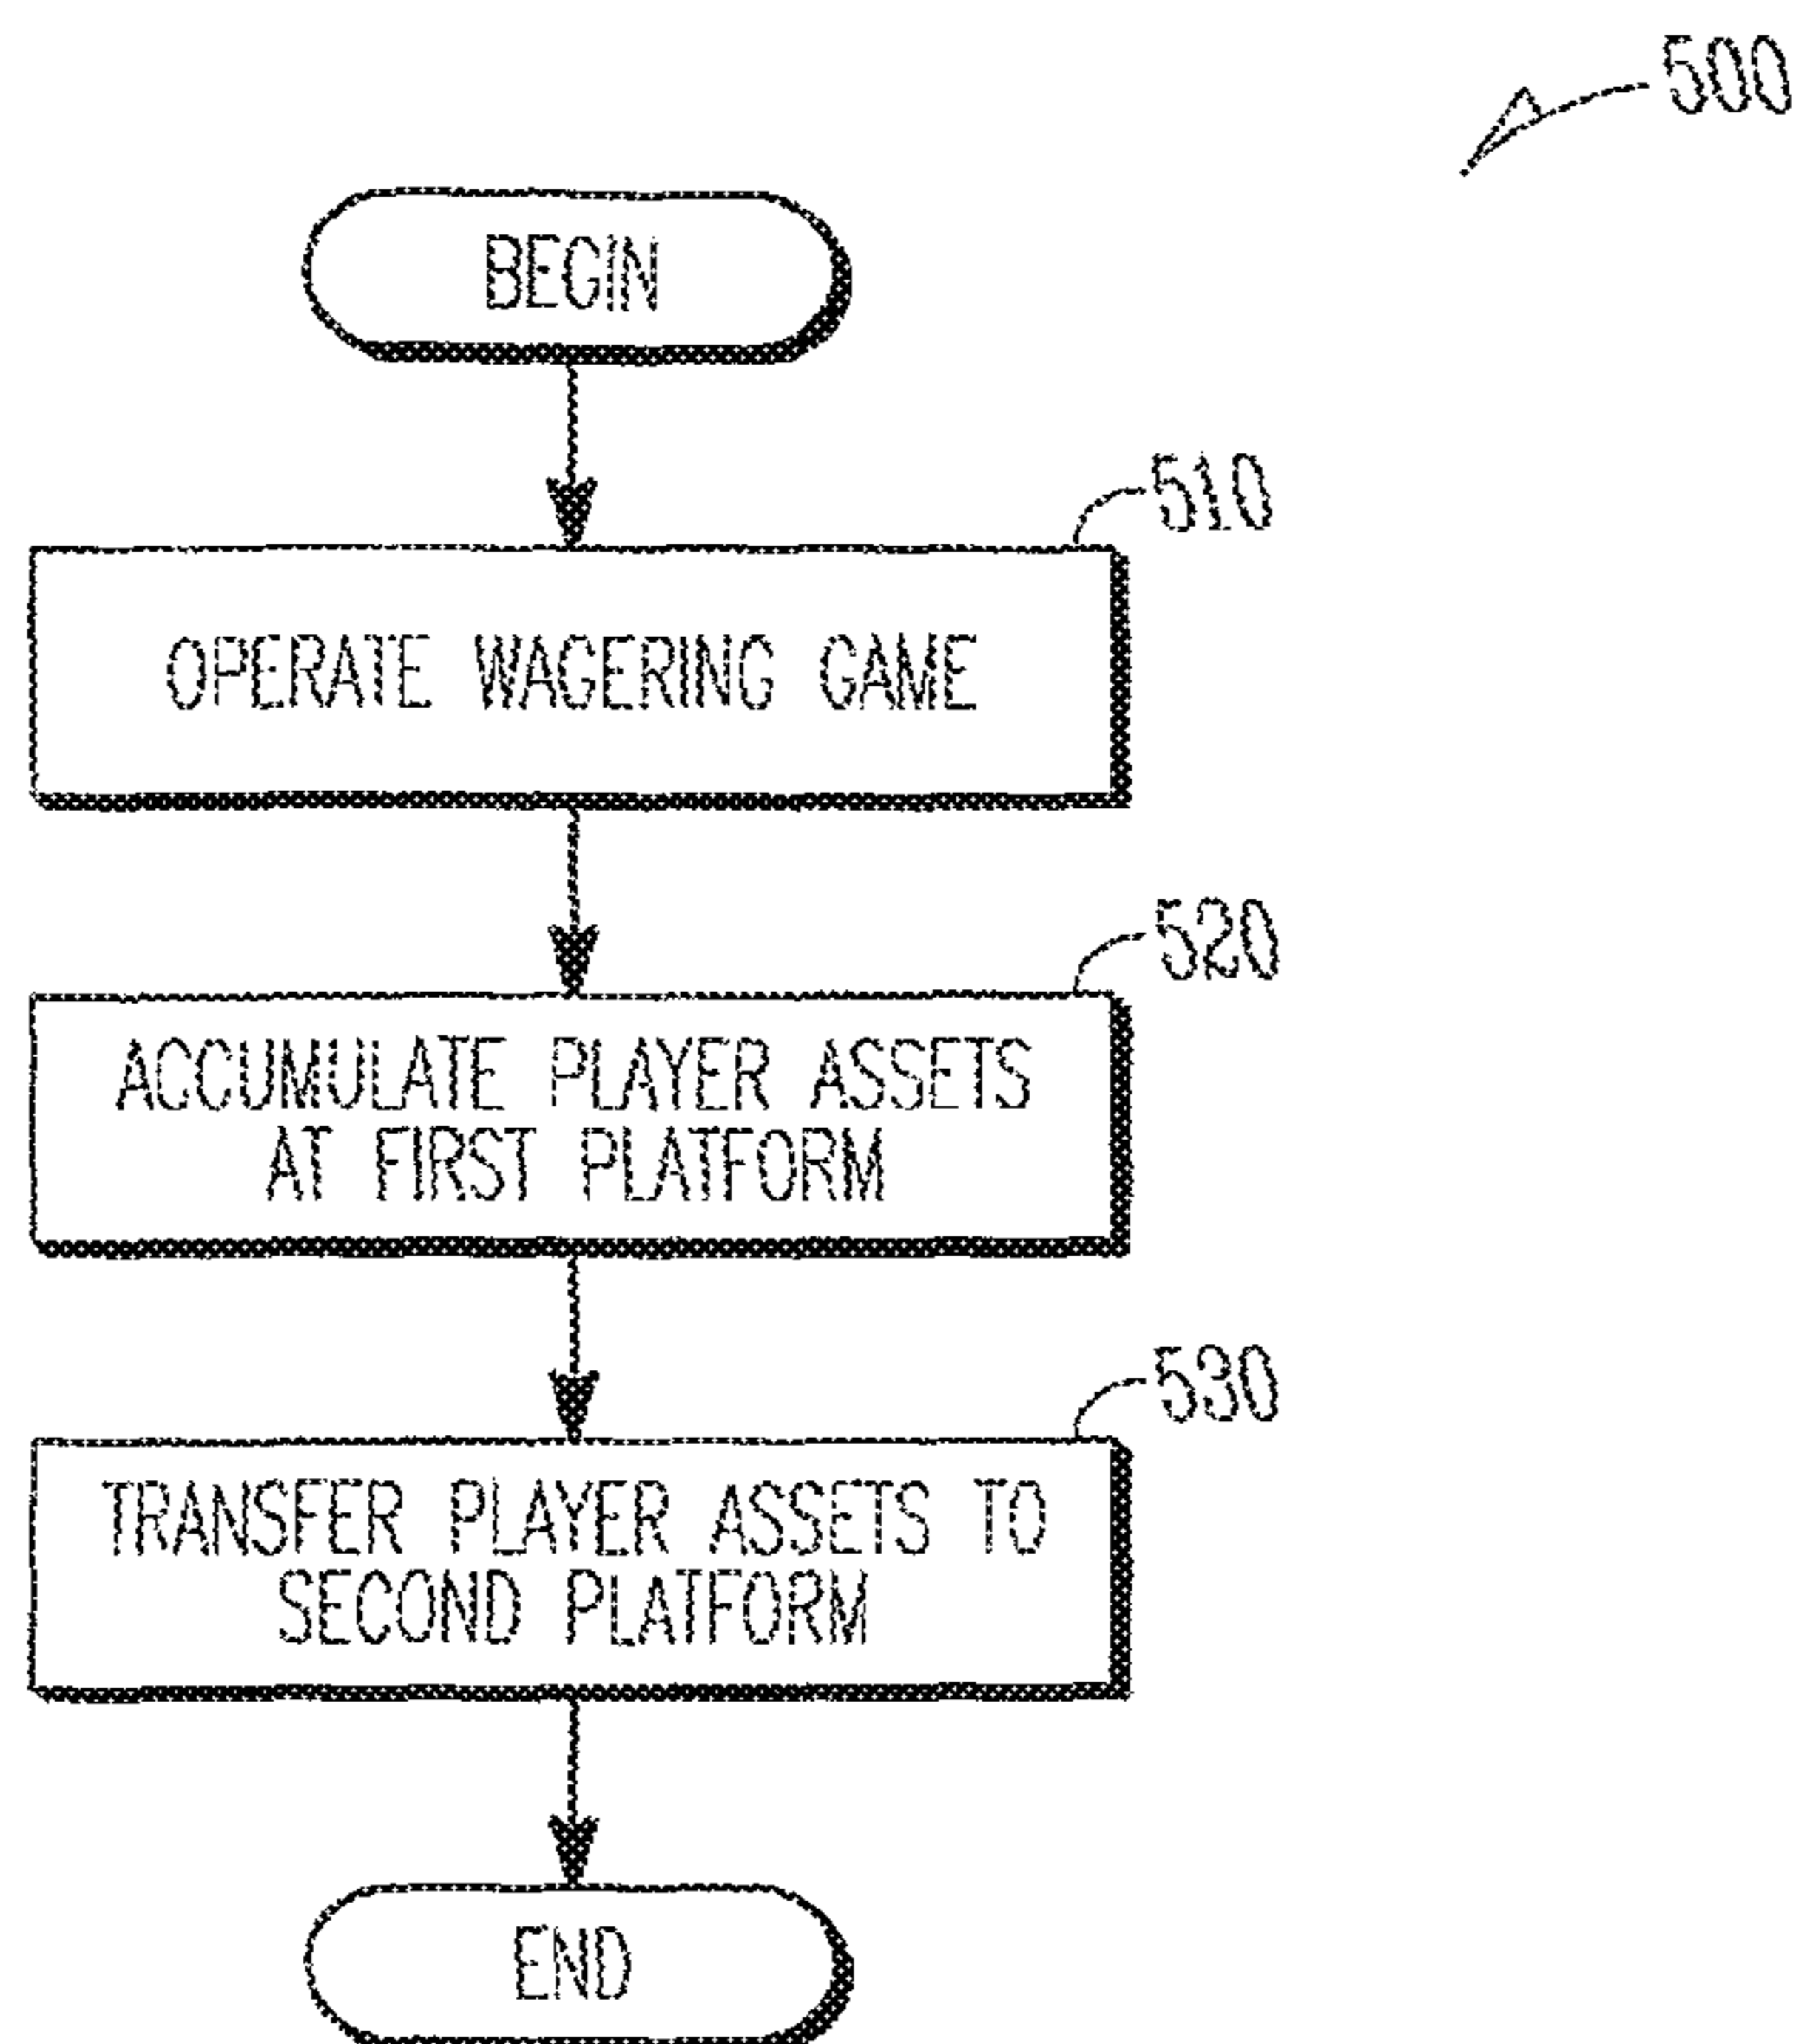 500
BEGIN
510
OPERATE WAGERING GAME
520
ACCUMULATE PLAYER ASSETS
AT FIRST PLATFORM
530
TRANSFER PLAYER ASSETS TO
SECOND PLATFORM
END